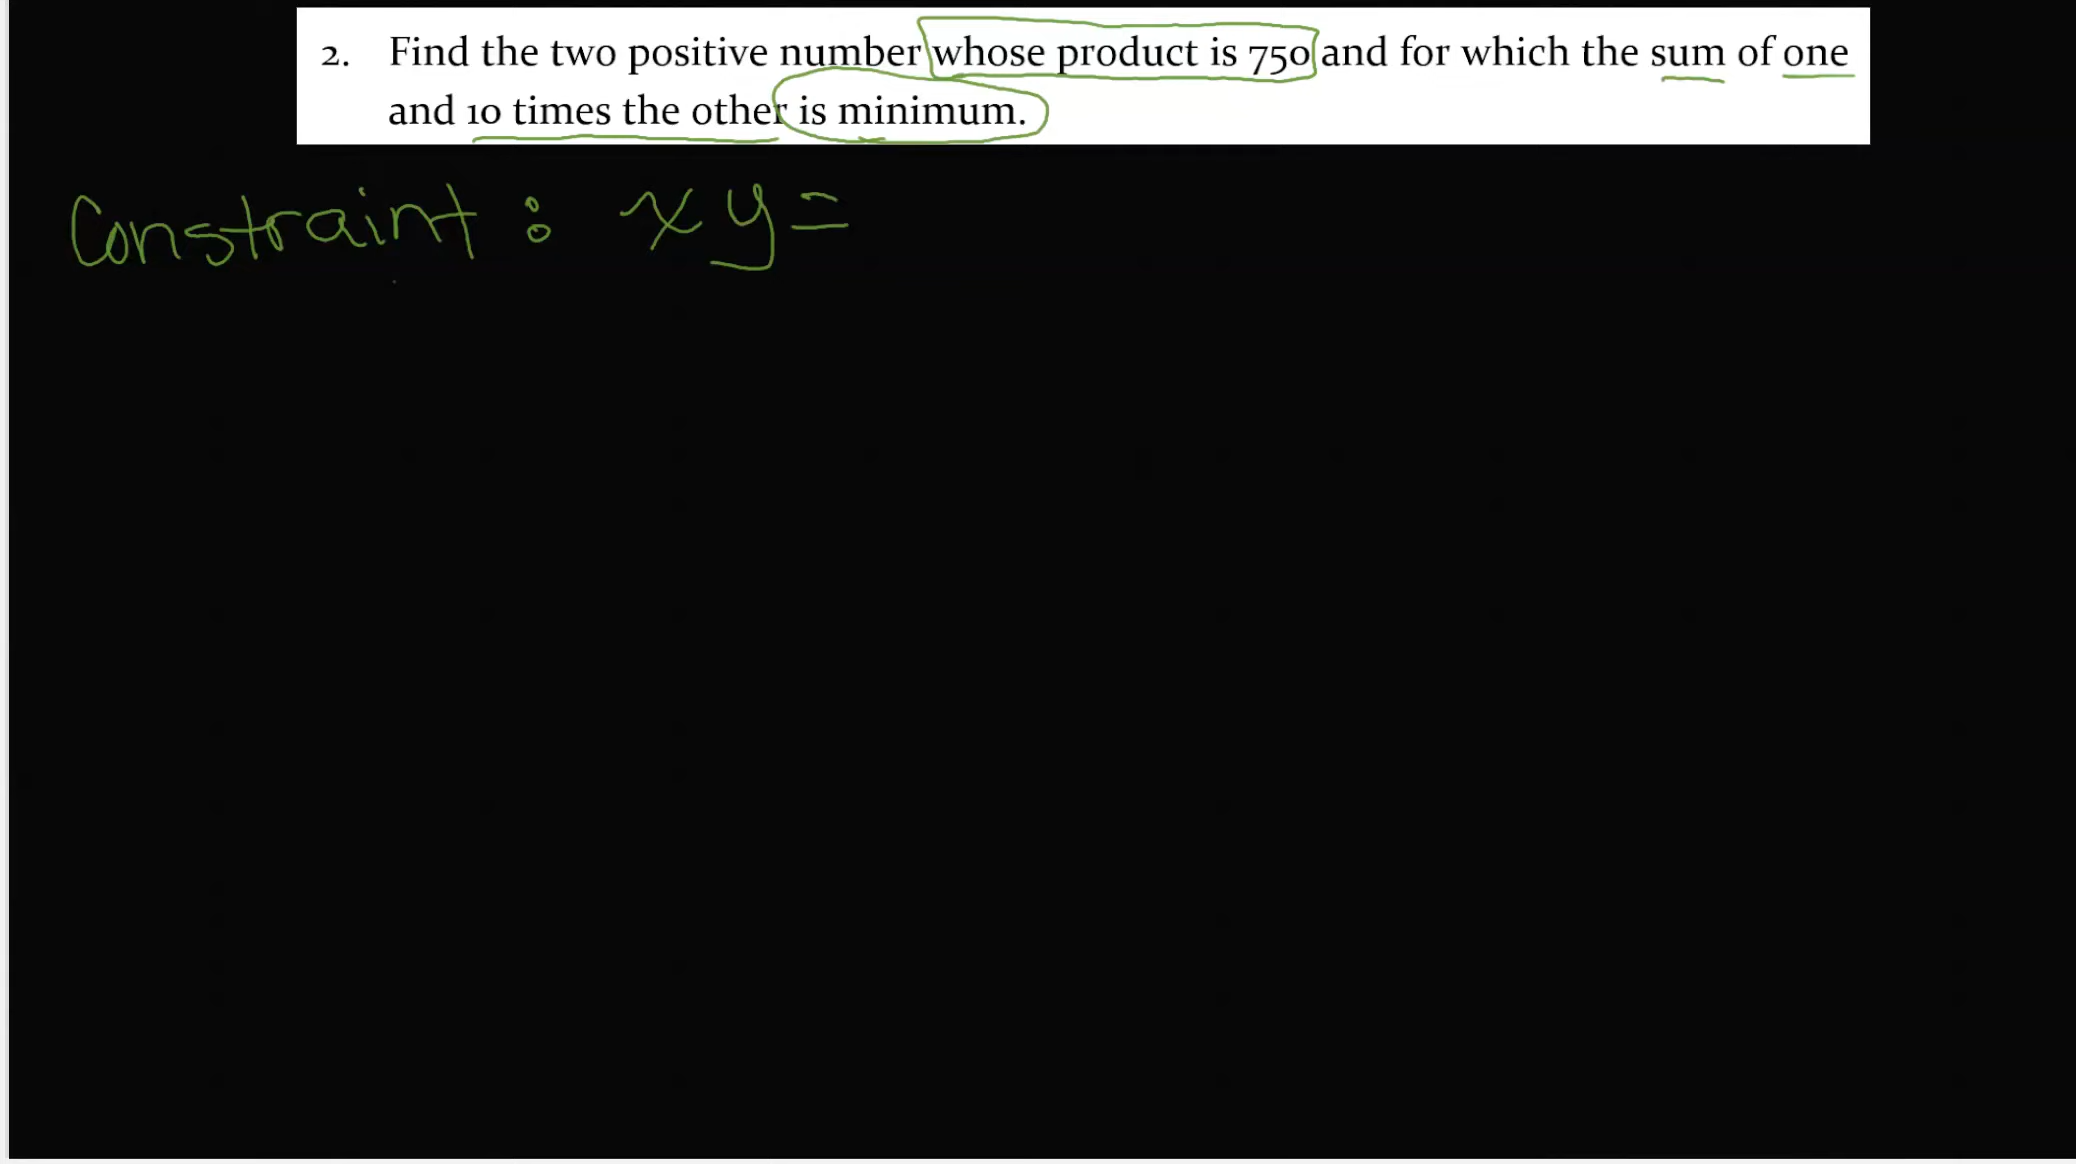 2. Find the two positive number whose product is 750 and for which the sum of one
and 10 times the other is minimum.
Constraint : xy=